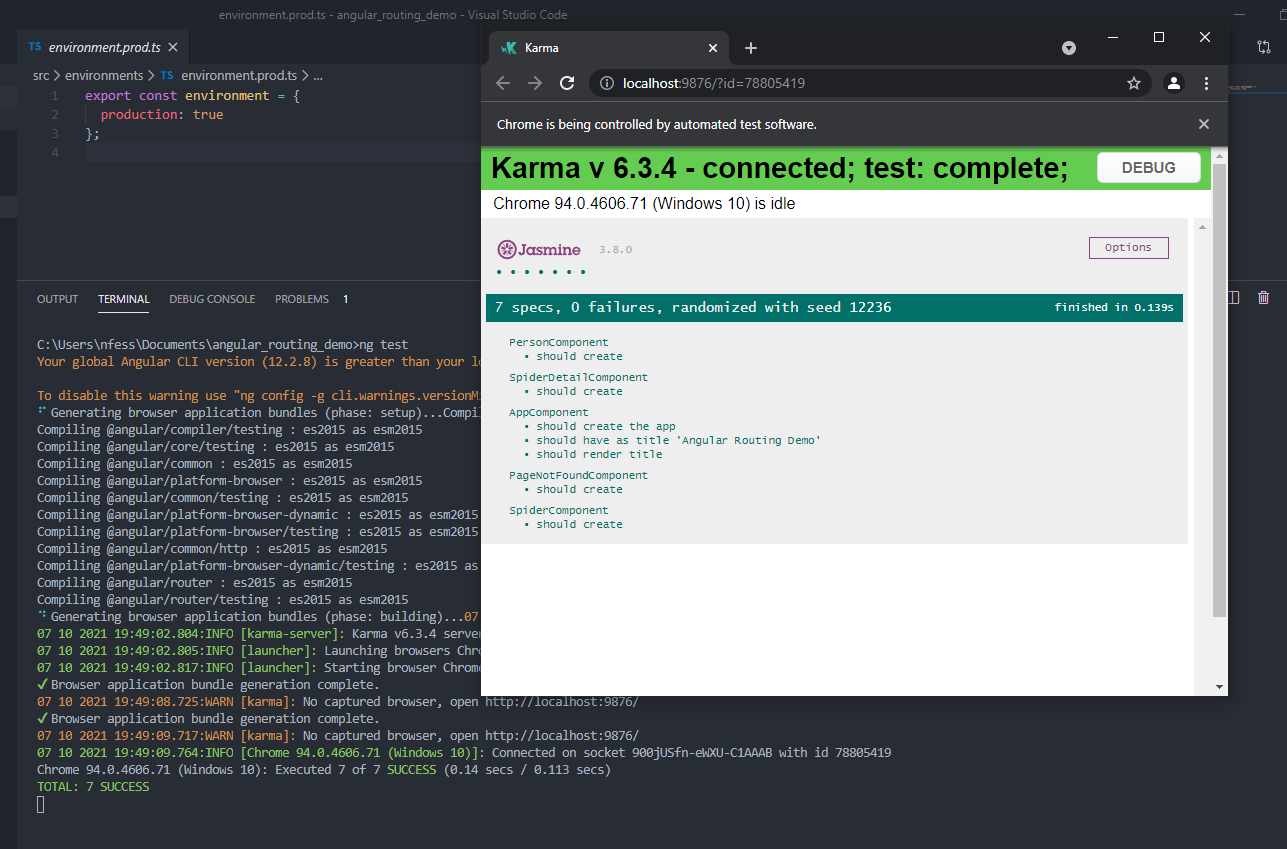 environment.prod.ts - angular_routing_demo - Visual Studio Code
TS environment.prod.ts
src > environments > TS environment.prod.ts > ...
1 export const environment = {
2 production: true
3 };
4
OUTPUT TERMINAL DEBUG CONSOLE PROBLEMS 1
C:\Users\nfess\Documents\angular_routing_demo>ng test
Your global Angular CLI version (12.2.8) is greater than your
To disable this warning use "ng config -g
Generating browser application bundles (phase: setup)...
Compiling @angular/compiler/testing : es2015 as esm2015
Compiling @angular/core/testing : es2015 as esm2015
Compiling @angular/common : es2015 as esm2015
Compiling @angular/platform-browser : es2015 as esm2015
Compiling @angular/common/testing : es2015 as esm2015
Compiling @angular/platform-browser-dynamic : es2015 as esm2015
Compiling @angular/platform-browser/testing : es2015 as esm2015
Compiling @angular/common/http : es2015 as esm2015
Compiling @angular/platform-browser-dynamic/testing : es2015 as
Compiling @angular/router : es2015 as esm2015
Compiling @angular/router/testing : es2015 as esm2015
Generating browser application bundles (phase: building)...07
07 10 2021 19:49:02.804:INFO [karma-server]: Karma v6.3.4 server
07 10 2021 19:49:02.805:INFO [launcher]: Launching browsers
07 10 2021 19:49:02.817:INFO [launcher]: Starting browser Chrome
✓ Browser application bundle generation complete.
07 10 2021 19:49:08.725:WARN [karma]: No captured browser, open http://localhost:9876/
✓ Browser application bundle generation complete.
07 10 2021 19:49:09.717:WARN [karma]: No captured browser, open http://localhost:9876/
07 10 2021 19:49:09.764:INFO [Chrome 94.0.4606.71 (Windows 10)]: Connected on socket 900jUSfn-eWXU-C1AAAB with id 78805419
Chrome 94.0.4606.71 (Windows 10): Executed 7 of 7 SUCCESS (0.14 secs / 0.113 secs)
TOTAL: 7 SUCCESS
Karma
localhost:9876/?id=78805419
Chrome is being controlled by automated test software.
Karma v 6.3.4 - connected; test: complete;
DEBUG
Chrome 94.0.4606.71 (Windows 10) is idle
Jasmine 3.8.0
Options
• • • • • • •
7 specs, 0 failures, randomized with seed 12236
finished in 0.139s
PersonComponent
• should create
SpiderDetailComponent
• should create
AppComponent
• should create the app
• should have as title 'Angular Routing Demo'
• should render title
PageNotFoundComponent
• should create
SpiderComponent
• should create